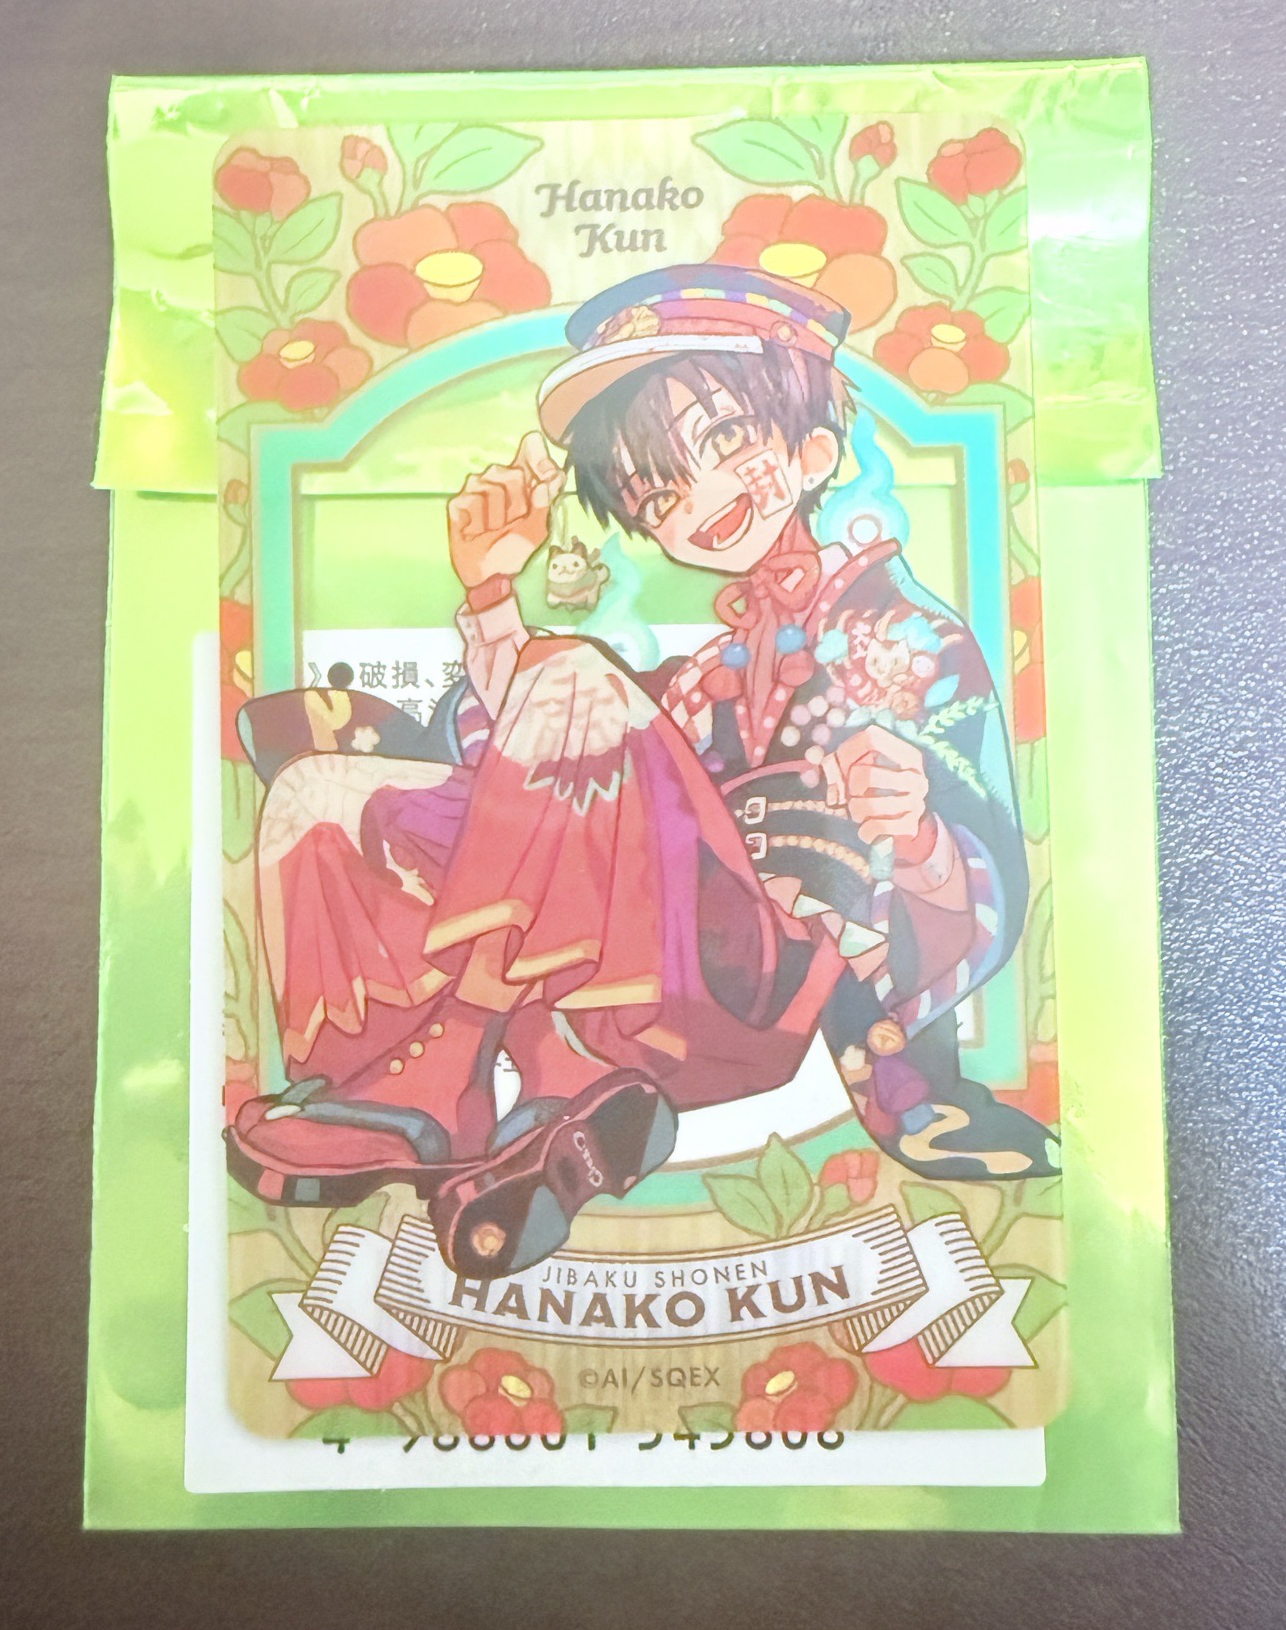 Hanako
Kun
封
》●破損、変
JIBAKU SHONEN
HANAKO KUN
©AI/SQEX